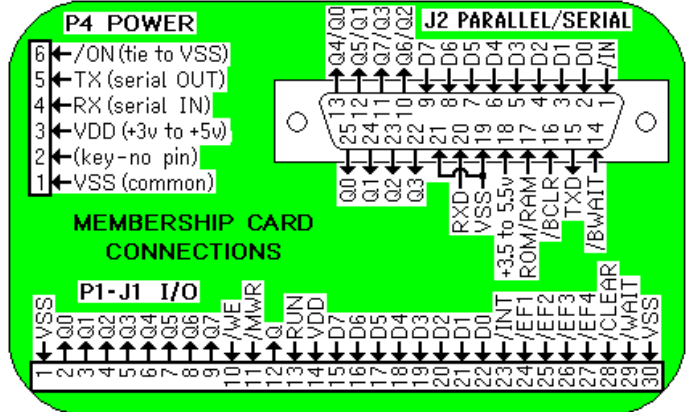 P4 POWER
6 /ON (tie to VSS)
5 TX (serial OUT)
4 RX (serial IN)
3 VDD (+3v to +5v)
2 (key-no pin)
1 VSS (common)
J2 PARALLEL/SERIAL
Q4/Q0
Q5/Q1
Q7/Q3
Q6/Q2
D7
D6
D5
D4
D3
D2
D1
D0
/IN
13 12 11 10 9 8 7 6 5 4 3 2 1
25 24 23 22 21 20 19 18 17 16 15 14
Q0
Q1
Q2
Q3
RXD
VSS
+3.5 to 5.5v
ROM/RAM
/BCLR
TXD
/BWAIT
MEMBERSHIP CARD
CONNECTIONS
P1-J1 I/O
VSS
Q0
Q1
Q2
Q3
Q4
Q5
Q6
Q7
/WE
/MWR
Q
RUN
VDD
D7
D6
D5
D4
D3
D2
D1
D0
/INT
/EF1
/EF2
/EF3
/EF4
/CLEAR
/WAIT
VSS
1 2 3 4 5 6 7 8 9 10 11 12 13 14 15 16 17 18 19 20 21 22 23 24 25 26 27 28 29 30